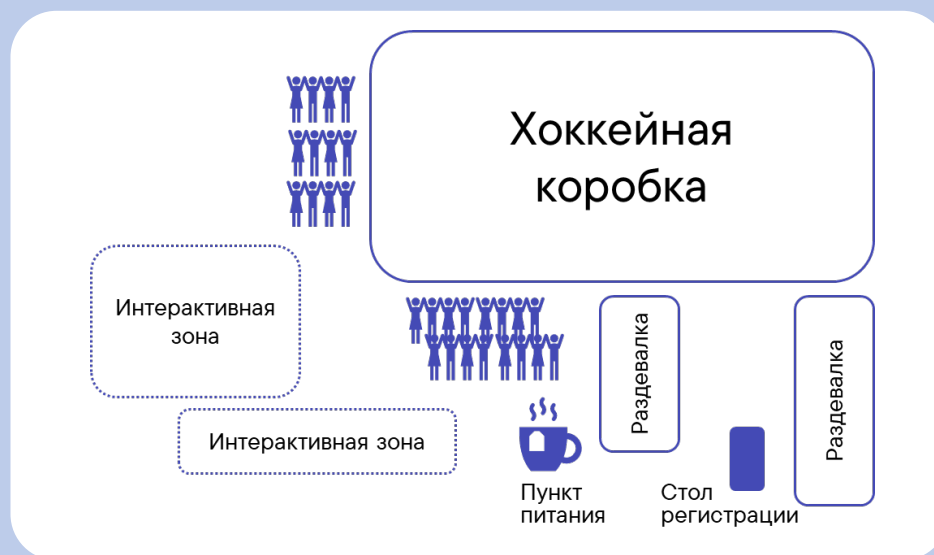 Хоккейная
коробка
Интерактивная
зона
Раздевалка
Раздевалка
Интерактивная зона
Пункт
питания
Стол
регистрации